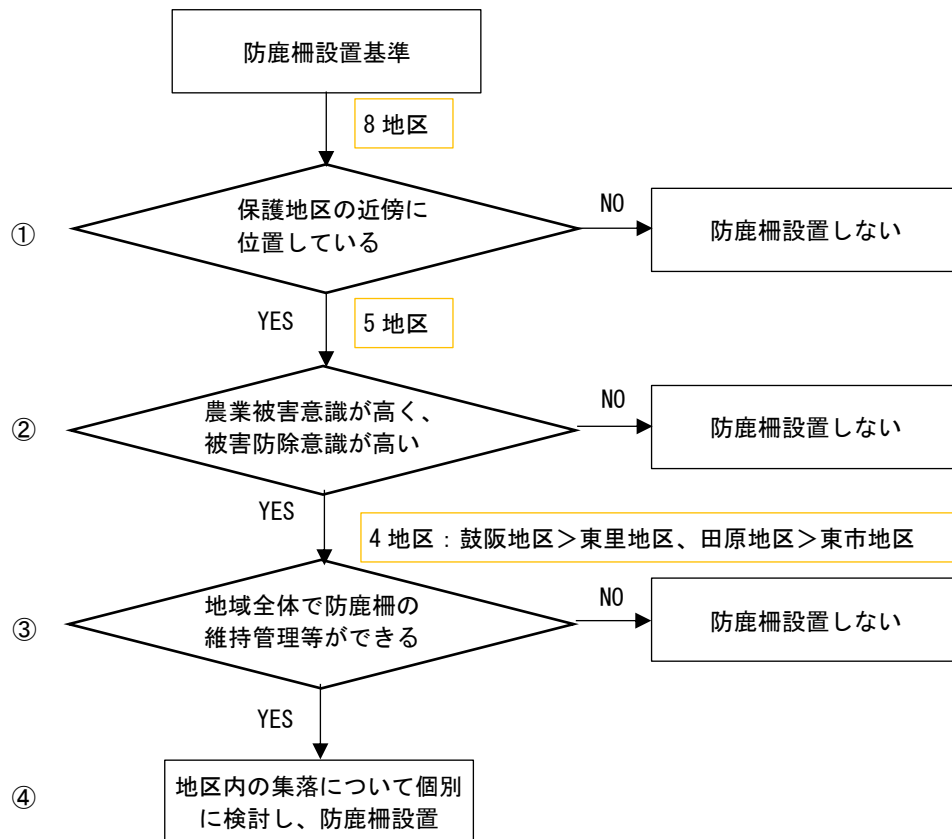 防鹿柵設置基準
8 地区
①
保護地区の近傍に
位置している
NO
防鹿柵設置しない
YES
5 地区
②
農業被害意識が高く、
被害防除意識が高い
NO
防鹿柵設置しない
YES
4 地区：鼓阪地区＞東里地区、田原地区＞東市地区
③
地域全体で防鹿柵の
維持管理等ができる
NO
防鹿柵設置しない
YES
④
地区内の集落について個別
に検討し、防鹿柵設置